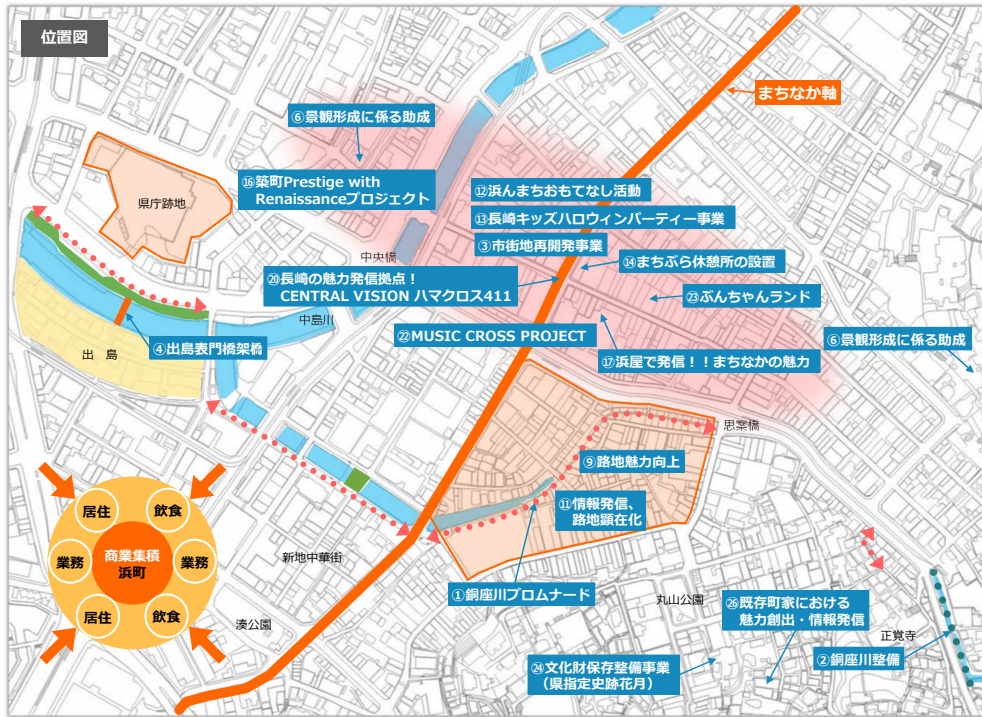 位置図
まちなか軸
⑥景観形成に係る助成
⑯築町Prestige with
Renaissanceプロジェクト
県庁跡地
⑫浜んまちおもてなし活動
⑬長崎キッズハロウィンパーティー事業
③市街地再開発事業
中央橋
⑭まちぶら休憩所の設置
⑳長崎の魅力発信拠点！
CENTRAL VISION ハマクロス411
㉓ぶんちゃんランド
中島川
㉒MUSIC CROSS PROJECT
⑥景観形成に係る助成
出島
④出島表門橋架橋
⑰浜屋で発信！！まちなかの魅力
思案橋
⑨路地魅力向上
⑪情報発信、
路地顕在化
居住
飲食
業務
商業集積
浜町
業務
居住
飲食
新地中華街
①銅座川プロムナード
丸山公園
㉖既存町家における
魅力創出・情報発信
湊公園
正覚寺
②銅座川整備
㉔文化財保存整備事業
（県指定史跡花月）